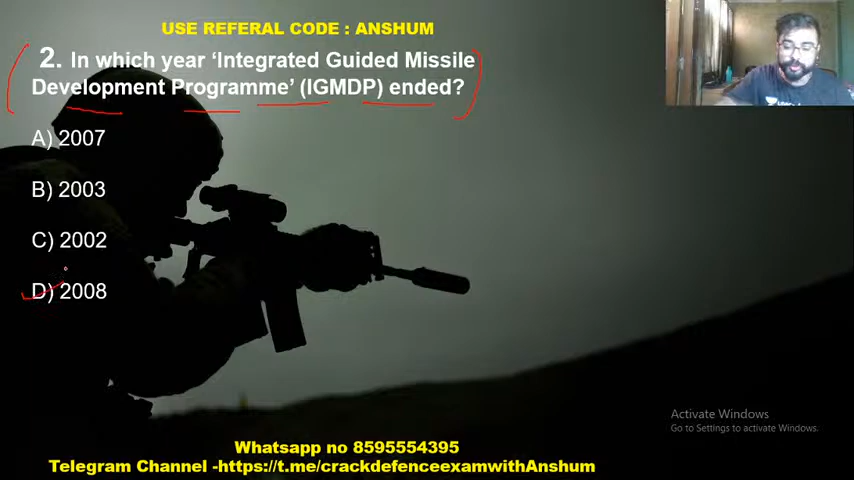 USE REFERAL CODE : ANSHUM
2. In which year ‘Integrated Guided Missile
Development Programme’ (IGMDP) ended?
A) 2007
B) 2003
C) 2002
D) 2008
Activate Windows
Go to Settings to activate Windows.
Whatsapp no 8595554395
Telegram Channel -https://t.me/crackdefenceexamwithAnshum